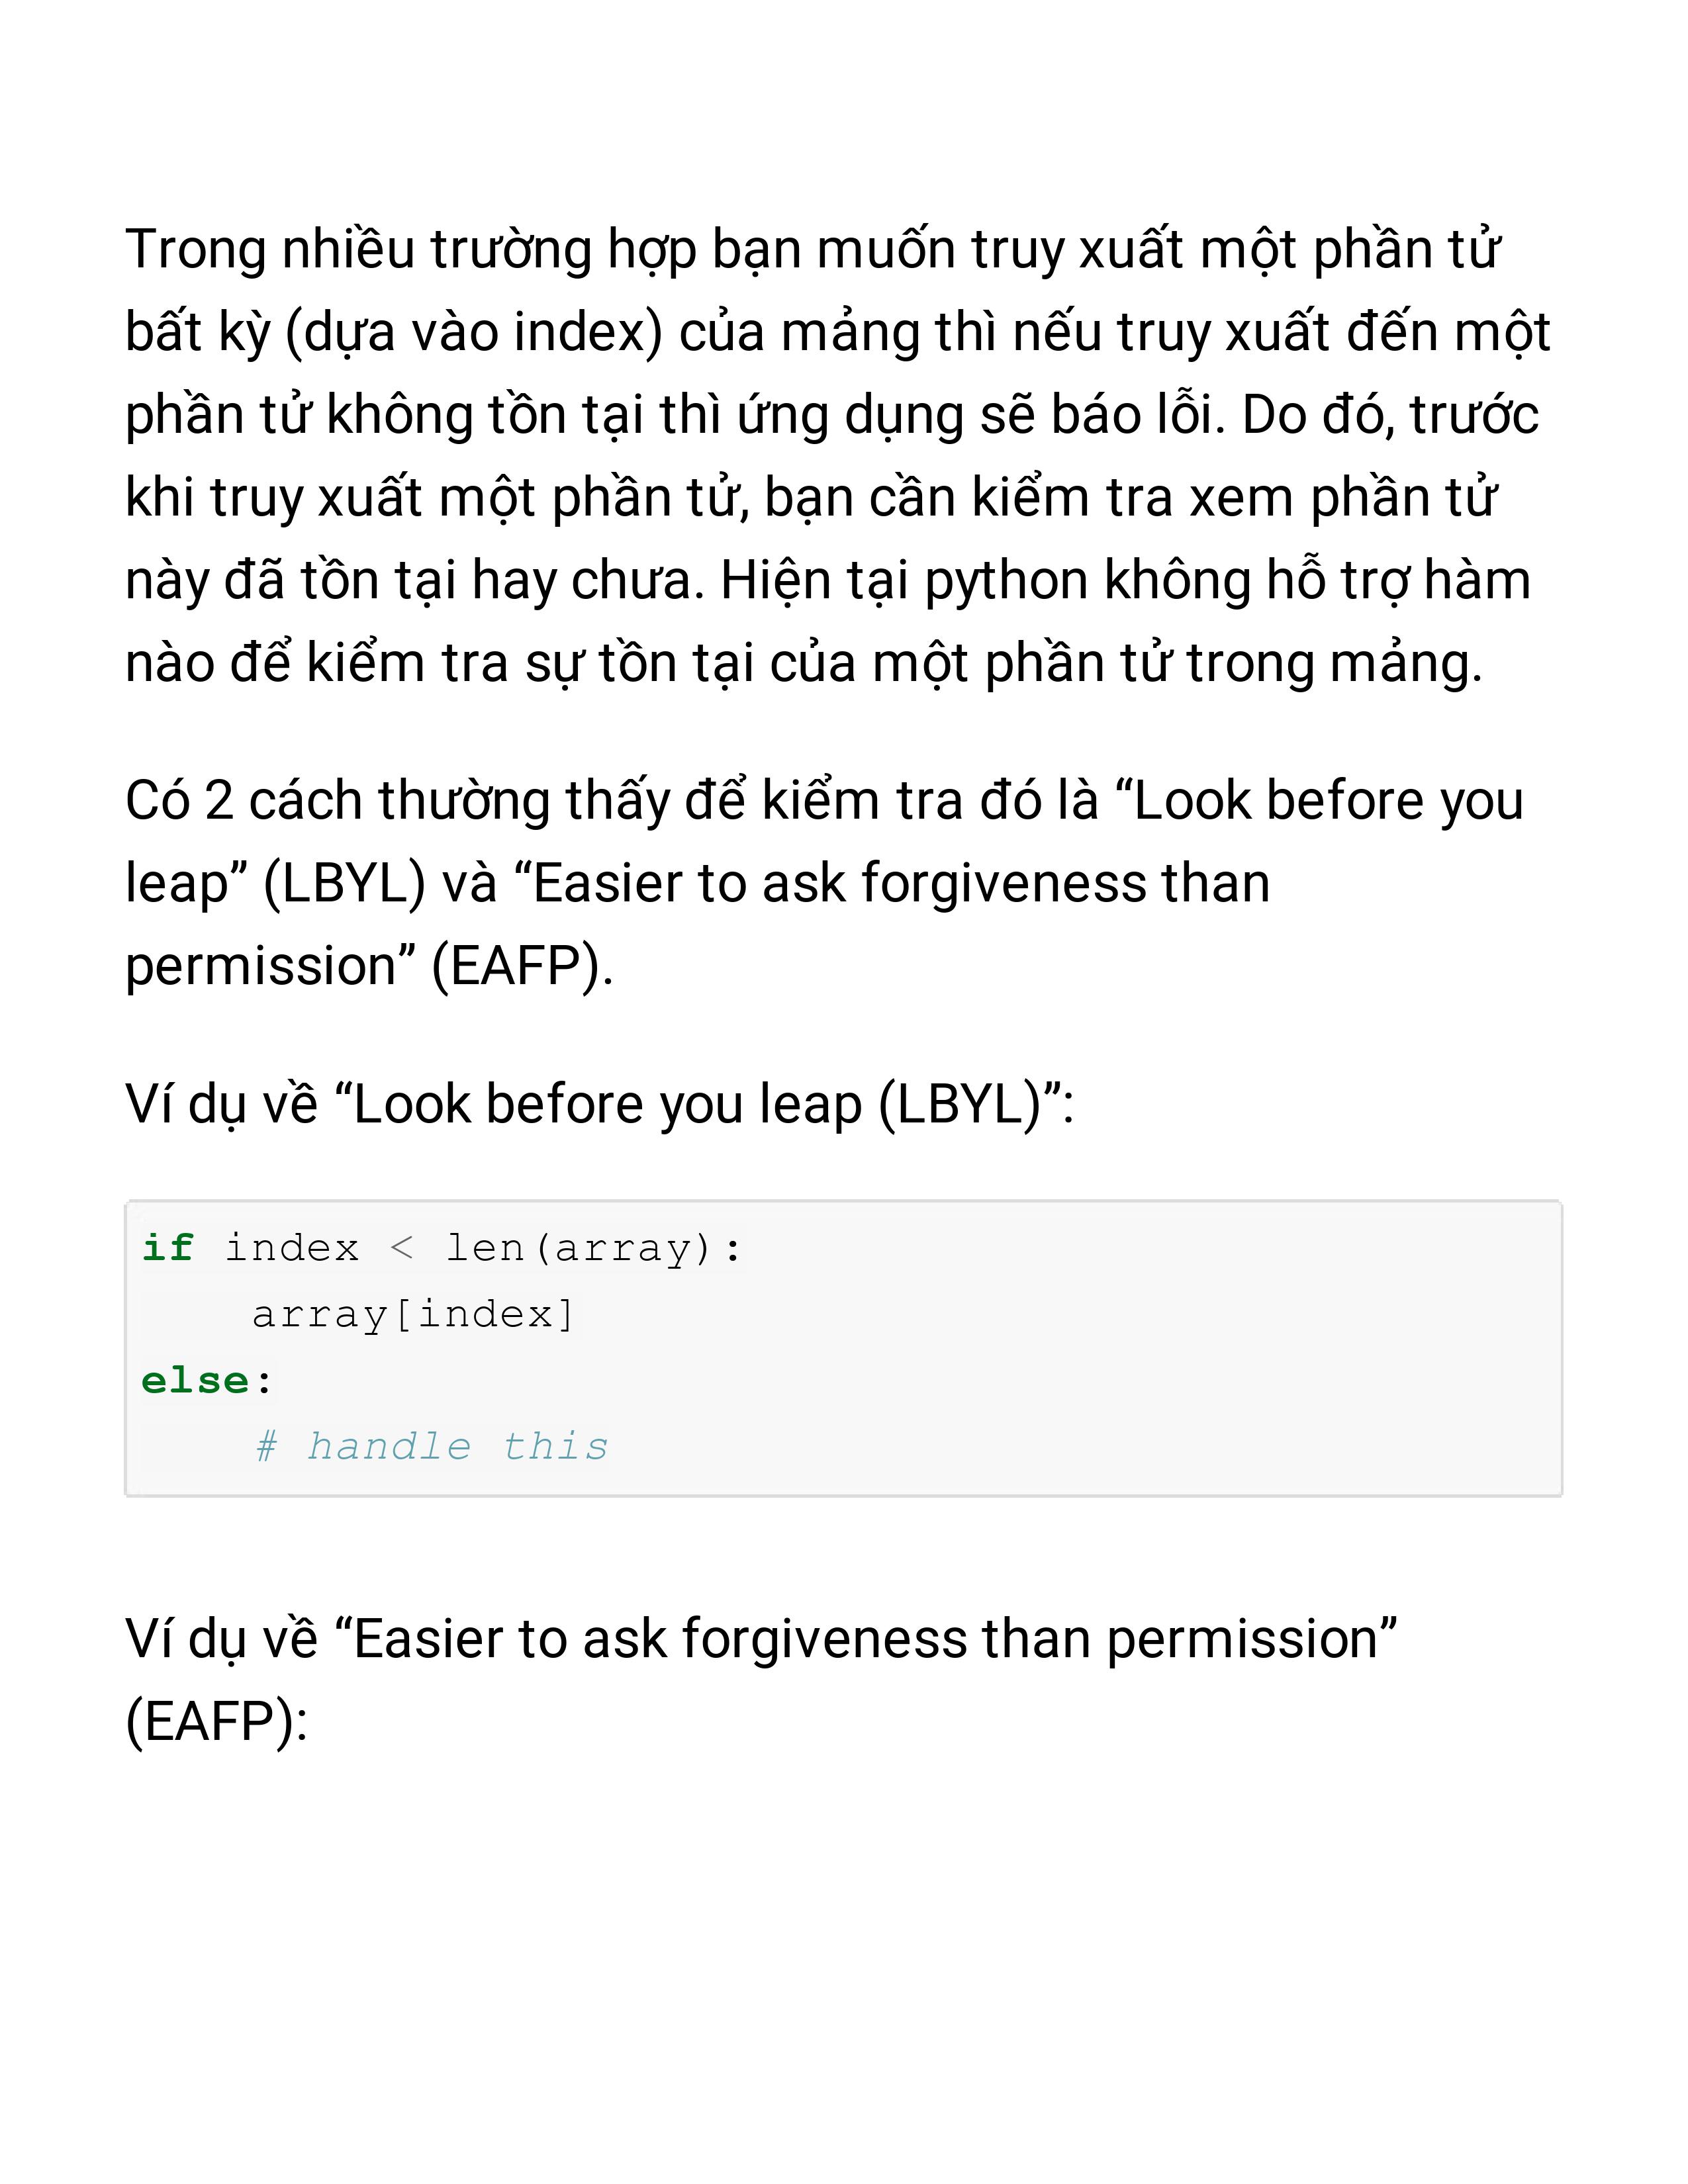 Trong nhiều trường hợp bạn muốn truy xuất một phần tử
bất kỳ (dựa vào index) của mảng thì nếu truy xuất đến một
phần tử không tồn tại thì ứng dụng sẽ báo lỗi. Do đó, trước
khi truy xuất một phần tử, bạn cần kiểm tra xem phần tử
này đã tồn tại hay chưa. Hiện tại python không hỗ trợ hàm
nào để kiểm tra sự tồn tại của một phần tử trong mảng.
Có 2 cách thường thấy để kiểm tra đó là “Look before you
leap” (LBYL) và “Easier to ask forgiveness than
permission” (EAFP).
Ví dụ về “Look before you leap (LBYL)”:
if index < len(array):
    array[index]
else:
    # handle this
Ví dụ về “Easier to ask forgiveness than permission”
(EAFP):